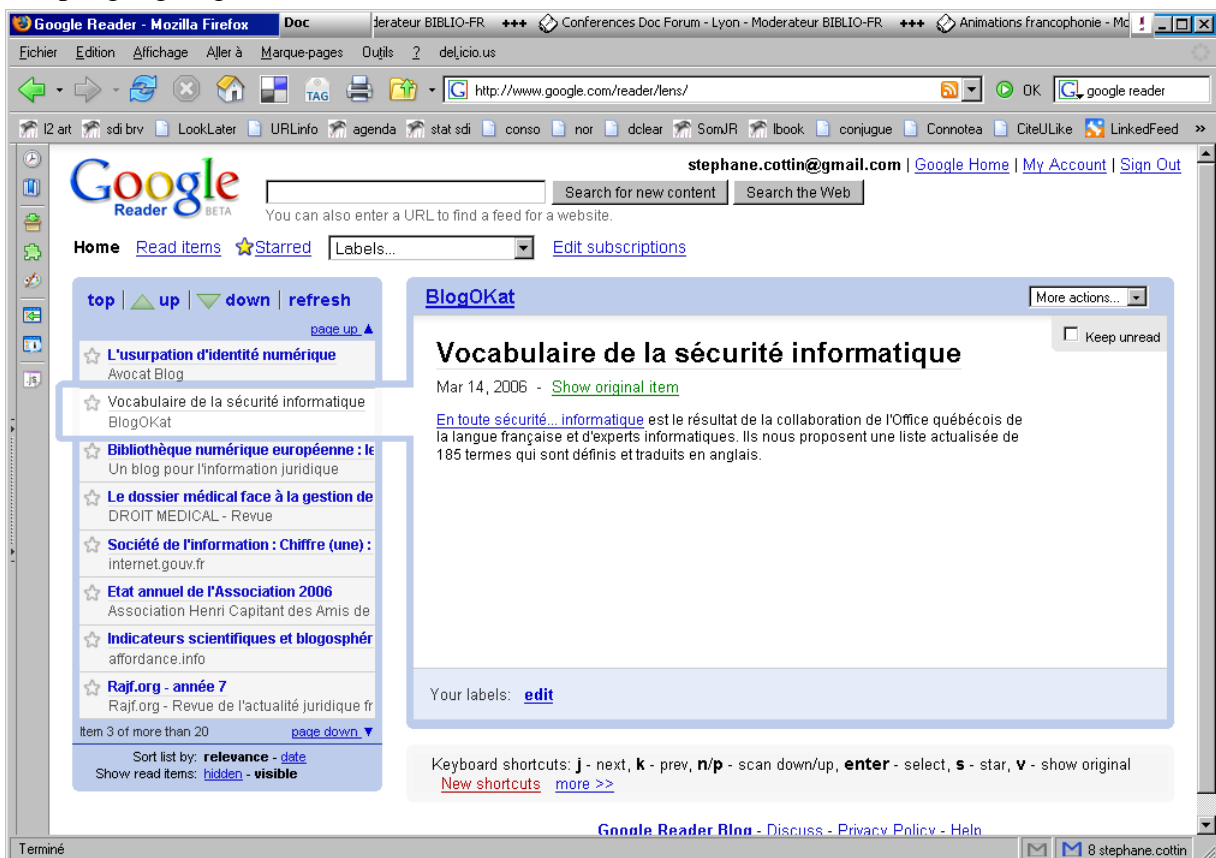 Google Reader - Mozilla Firefox Doc erateur BIBLIO-FR +++ Conferences Doc Forum - Lyon - Moderateur BIBLIO-FR +++ Animations francophonie - Mo
Fichier Edition Affichage Aller à Marque-pages Outils ? del.icio.us
TAG http://www.google.com/reader/lens/ OK google reader
l2 art sdi brv LookLater URLinfo agenda stat sdi conso nor dclear SomJR Ibook conjugue Connotea CiteULike LinkedFeed »
stephane.cottin@gmail.com | Google Home | My Account | Sign Out
Google Reader BETA
Search for new content Search the Web
You can also enter a URL to find a feed for a website.
Home Read items Starred Labels... Edit subscriptions
top | up | down | refresh
page up
L'usurpation d'identité numérique
Avocat Blog
Vocabulaire de la sécurité informatique
BlogOKat
Bibliothèque numérique européenne : le
Un blog pour l'information juridique
Le dossier médical face à la gestion de
DROIT MEDICAL - Revue
Société de l'information : Chiffre (une) :
internet.gouv.fr
Etat annuel de l'Association 2006
Association Henri Capitant des Amis de
Indicateurs scientifiques et blogosphér
affordance.info
Rajf.org - année 7
Rajf.org - Revue de l'actualité juridique fr
Item 3 of more than 20 page down
Sort list by: relevance - date
Show read items: hidden - visible
BlogOKat More actions...
Keep unread
Vocabulaire de la sécurité informatique
Mar 14, 2006 - Show original item
En toute sécurité... informatique est le résultat de la collaboration de l'Office québécois de
la langue française et d'experts informatiques. Ils nous proposent une liste actualisée de
185 termes qui sont définis et traduits en anglais.
Your labels: edit
Keyboard shortcuts: j - next, k - prev, n/p - scan down/up, enter - select, s - star, v - show original
New shortcuts more >>
Google Reader Blog - Discuss - Privacy Policy - Help
Terminé 8 stephane.cottin